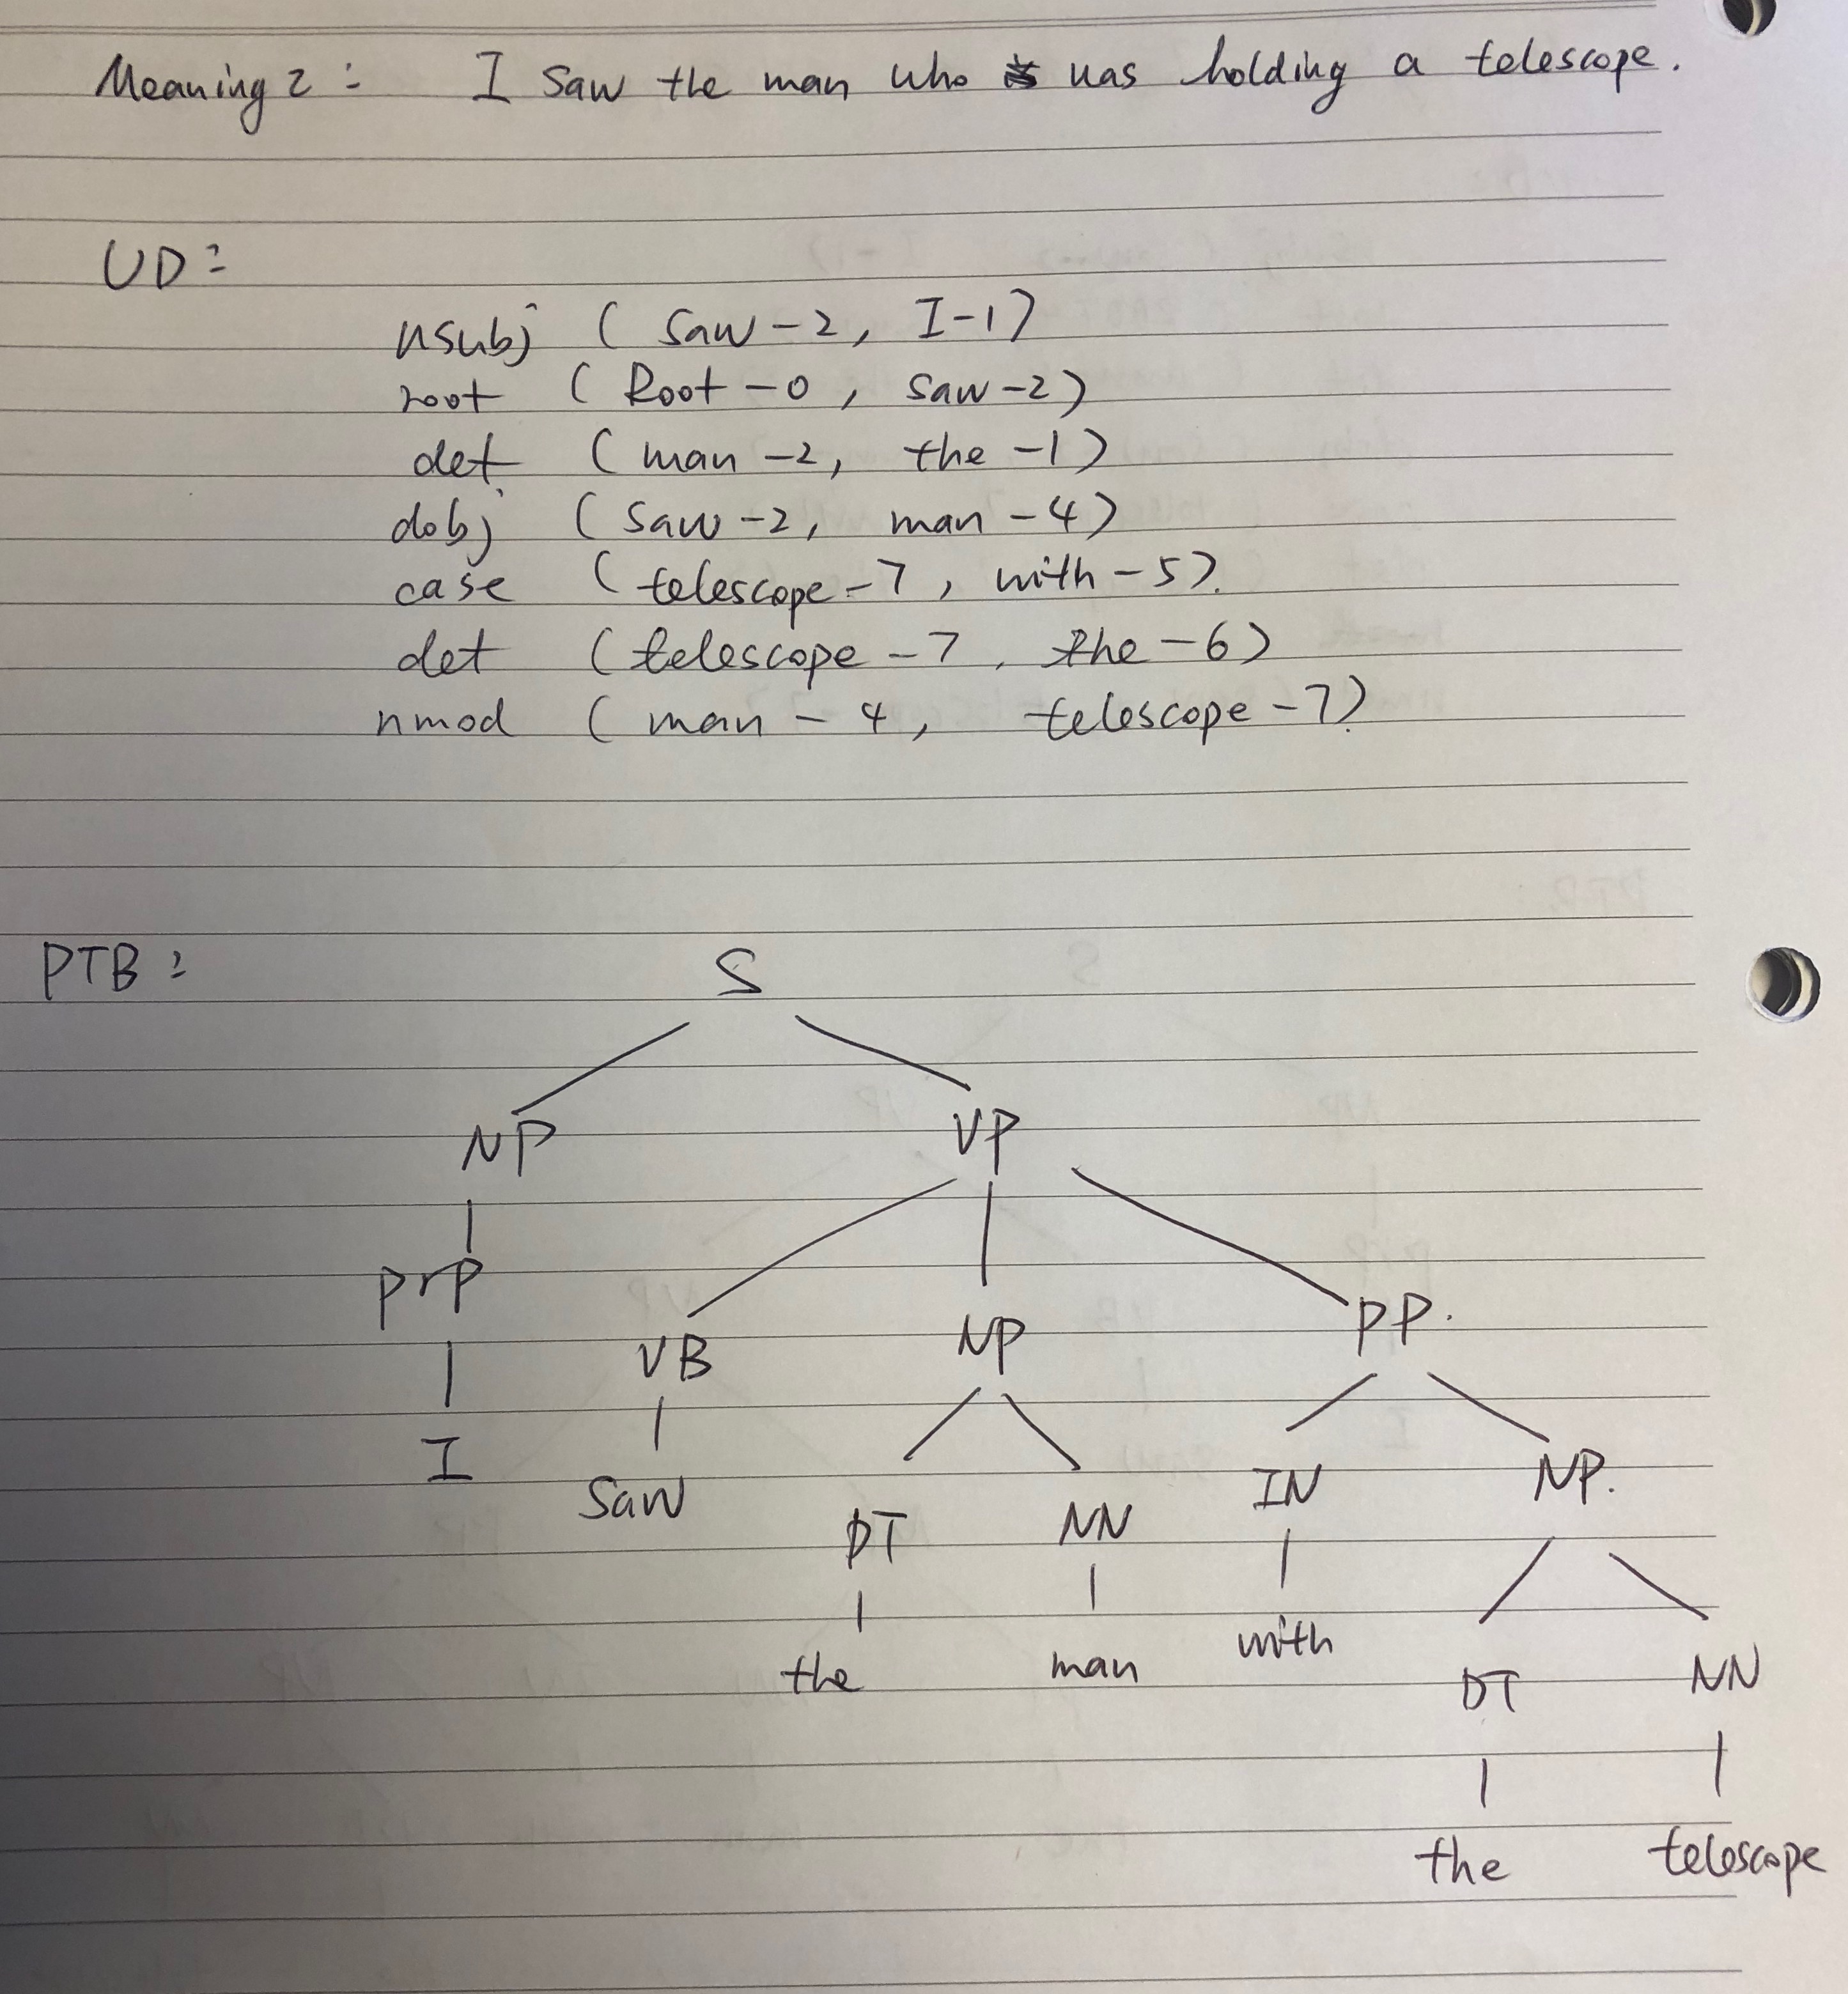 Meaning 2: I saw the man who was holding a telescope.
UD:
nsubj (saw-2, I-1)
root (Root-0, saw-2)
det (man-2, the-1)
dobj (saw-2, man-4)
case (telescope-7, with-5).
det (telescope-7, the-6)
nmod (man-4, telescope-7)
PTB: S
NP VP
PrP
VB NP PP.
I saw
DT NN IN NP.
the man with
DT NN
the telescope